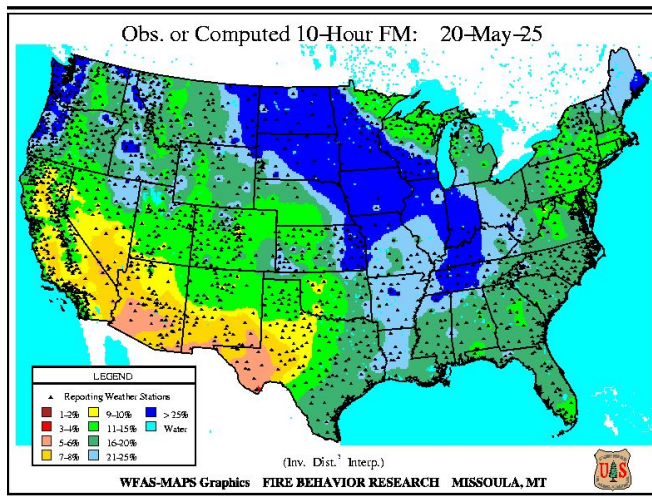 Obs. or Computed 10-Hour FM: 20-May-25
LEGEND
Reporting Weather Stations
1-2%
3-4%
5-6%
7-8%
9-10%
11-15%
16-20%
21-25%
> 25%
Water
(Inv. Dist.² Interp.)
WFAS-MAPS Graphics FIRE BEHAVIOR RESEARCH MISSOULA, MT
U S